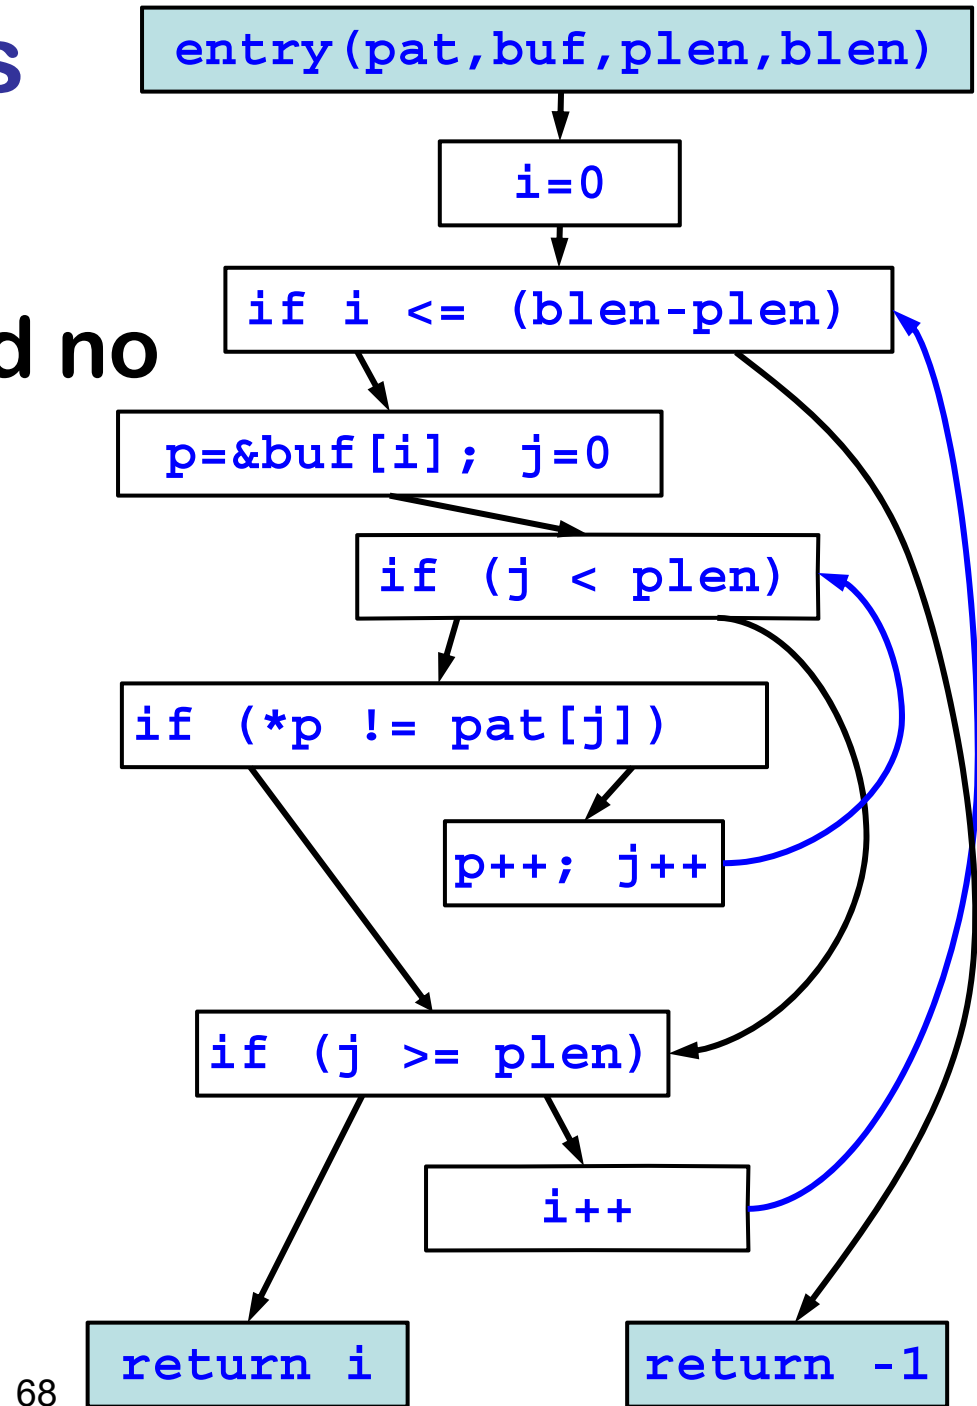 s
entry(pat,buf,plen,blen)
i=0
if i <= (blen-plen)
d no
p=&buf[i]; j=0
if (j < plen)
if (*p != pat[j])
p++; j++
if (j >= plen)
i++
return i
return -1
68